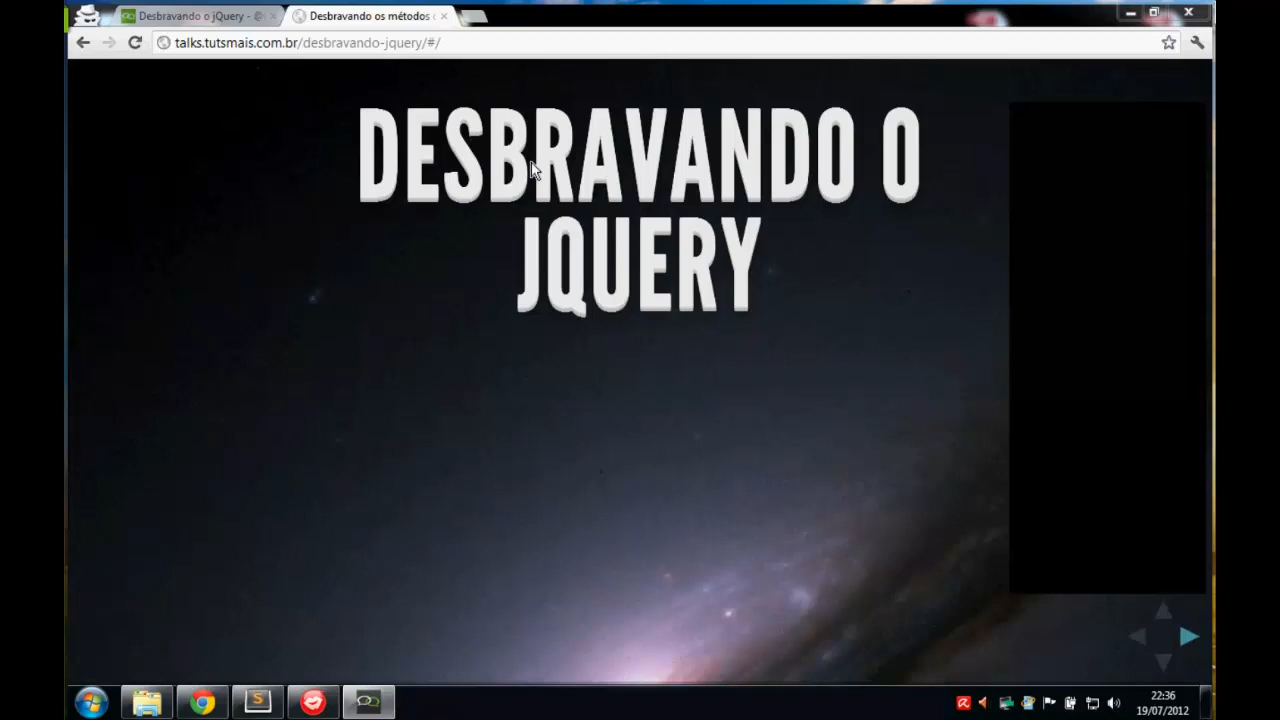 Desbravando o jQuery - @
Desbravando os métodos
talks.tutsmais.com.br/desbravando-jquery/#/
DESBRAVANDO O
JQUERY
22:36
19/07/2012